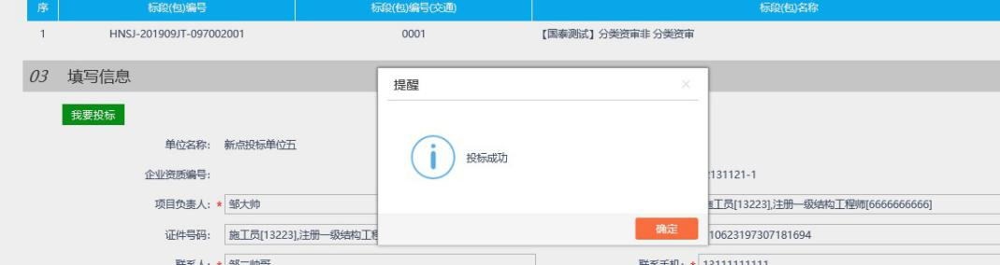 序 标段(包)编号 标段(包)编号(交通) 标段(包)名称
1 HNSJ-201909JT-097002001 0001 【国泰测试】分类资审非 分类资审
03 填写信息
提醒 ×
我要投标
单位名称: 新点投标单位五
投标成功
企业资质编号: 2131121-1
项目负责人: * 邹大帅 施工员[13223],注册一级结构工程师[6666666666]
证件号码: 施工员[13223],注册一级结构工程 10623197307181694
确定
联系人: * 邹二帅哥 联系手机: * 13111111111